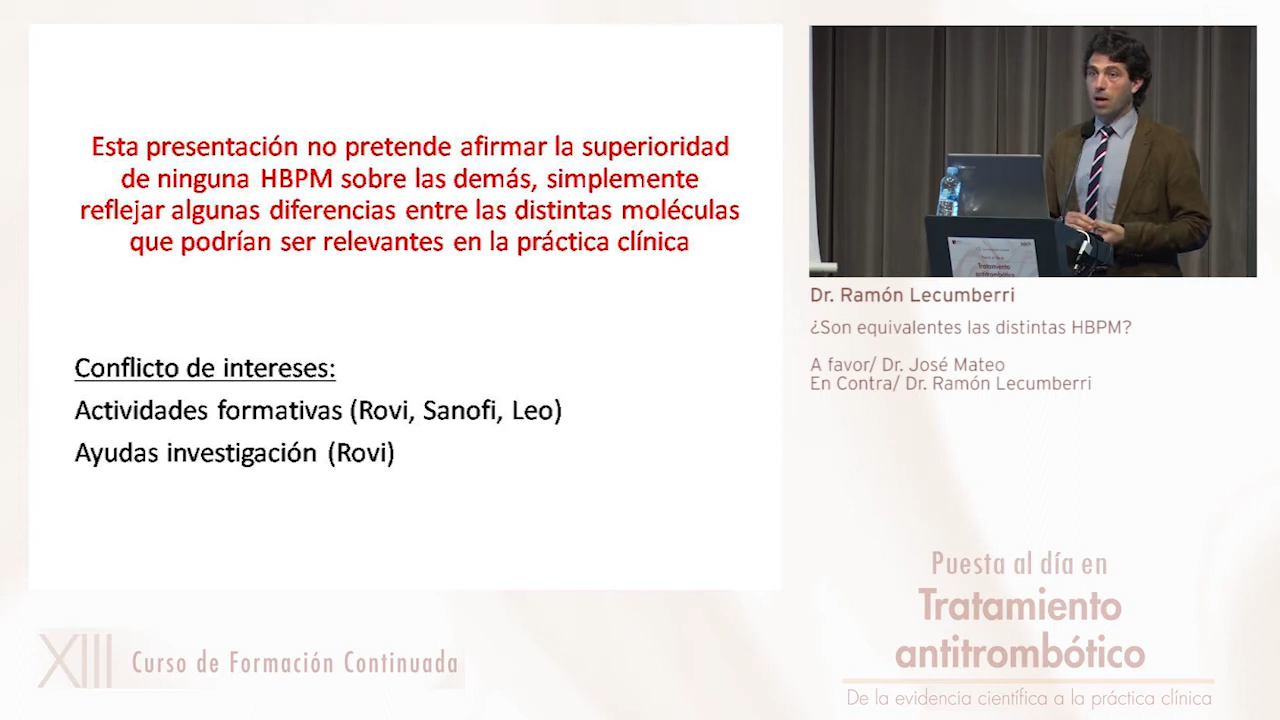 Esta presentación no pretende afirmar la superioridad
de ninguna HBPM sobre las demás, simplemente
reflejar algunas diferencias entre las distintas moléculas
que podrían ser relevantes en la práctica clínica
Conflicto de intereses:
Actividades formativas (Rovi, Sanofi, Leo)
Ayudas investigación (Rovi)
Tratamiento
antitrombótico
Dr. Ramón Lecumberri
¿Son equivalentes las distintas HBPM?
A favor/ Dr. José Mateo
En Contra/ Dr. Ramón Lecumberri
XIII Curso de Formación Continuada
Puesta al día en
Tratamiento
antitrombótico
De la evidencia científica a la práctica clínica